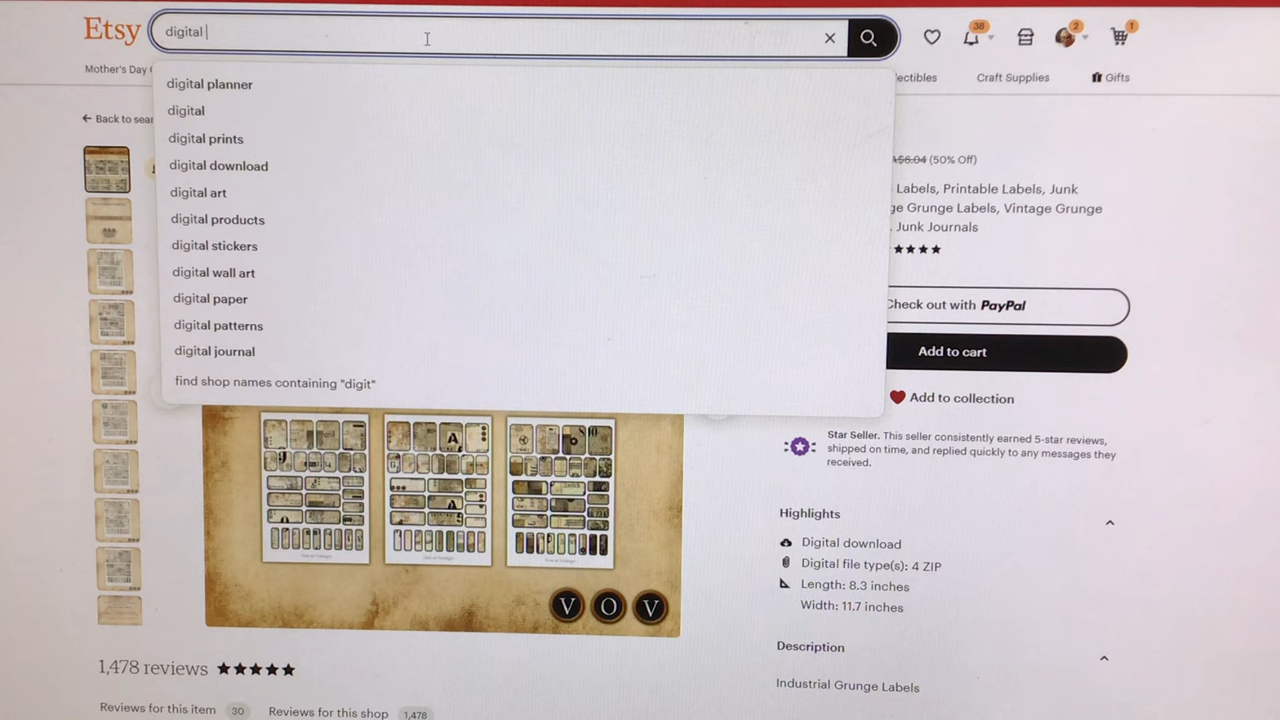 Etsy
digital
38
2
1
Mother's Day
ectibles
Craft Supplies
Gifts
digital planner
digital
digital prints
digital download
digital art
digital products
digital stickers
digital wall art
digital paper
digital patterns
digital journal
find shop names containing "digit"
← Back to sear
$6.04 (50% Off)
Labels, Printable Labels, Junk
ge Grunge Labels, Vintage Grunge
, Junk Journals
★★★★
Check out with PayPal
Add to cart
Add to collection
Star Seller. This seller consistently earned 5-star reviews,
shipped on time, and replied quickly to any messages they
received.
Highlights
Digital download
Digital file type(s): 4 ZIP
Length: 8.3 inches
Width: 11.7 inches
Description
Industrial Grunge Labels
A
A
V O V
1,478 reviews ★★★★★
Reviews for this item 30
Reviews for this shop 1,478